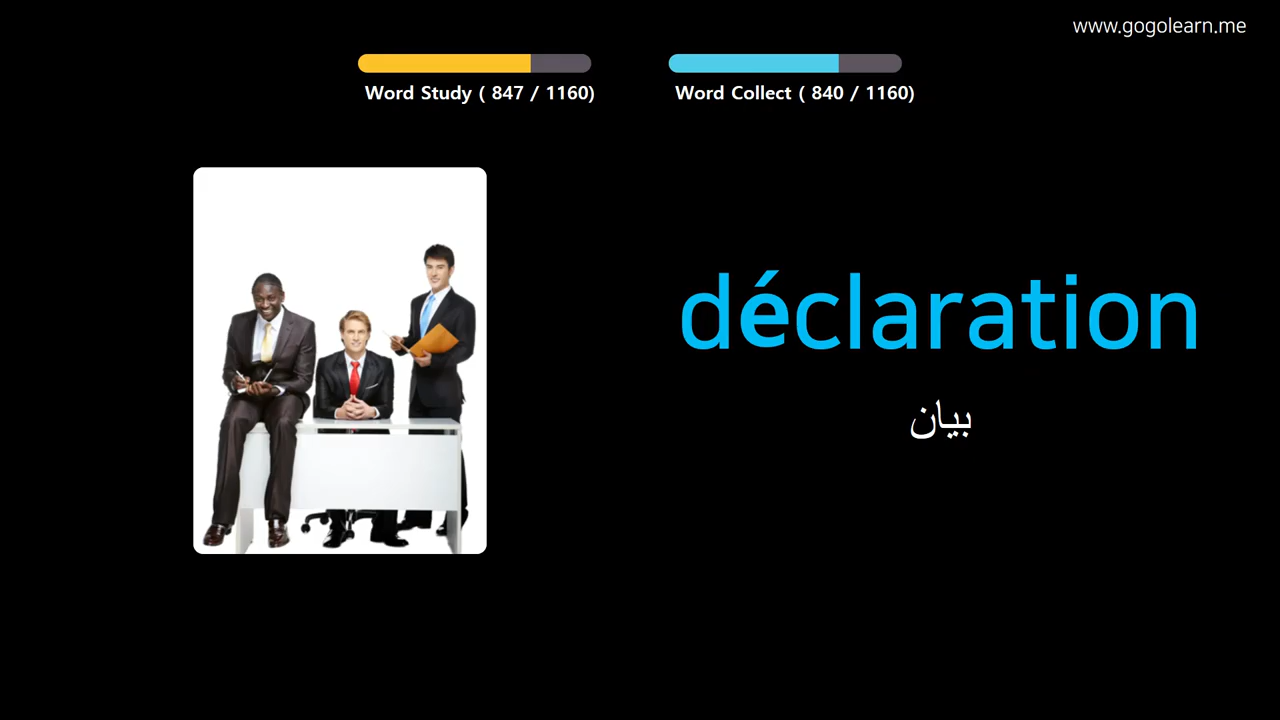 www.gogolearn.me
Word Study ( 847 / 1160)
Word Collect ( 840 / 1160)
déclaration
بيان